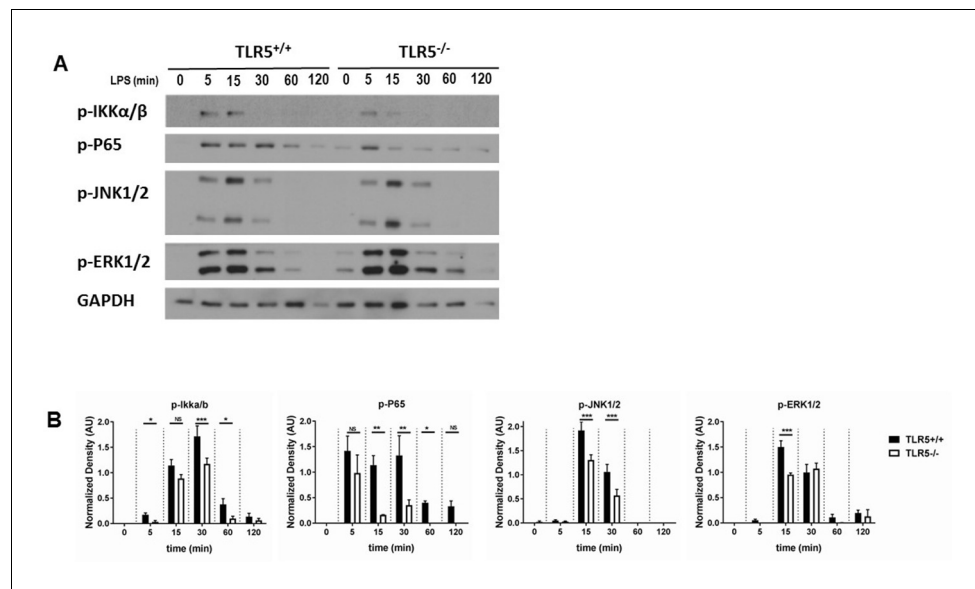 A
TLR5+/+ TLR5-/-
LPS (min) 0 5 15 30 60 120 0 5 15 30 60 120
p-IKKα/β
p-P65
p-JNK1/2
p-ERK1/2
GAPDH
B
p-Ikka/b
Normalized Density (AU)
2.0
1.5
1.0
0.5
0.0
* NS *** *
0 5 15 30 60 120
time (min)
p-P65
Normalized Density (AU)
2.0
1.5
1.0
0.5
0.0
NS ** ** * NS
0 5 15 30 60 120
time (min)
p-JNK1/2
Normalized Density (AU)
2.0
1.5
1.0
0.5
0.0
*** ***
0 5 15 30 60 120
time (min)
p-ERK1/2
Normalized Density (AU)
2.0
1.5
1.0
0.5
0.0
***
0 5 15 30 60 120
time (min)
TLR5+/+
TLR5-/-